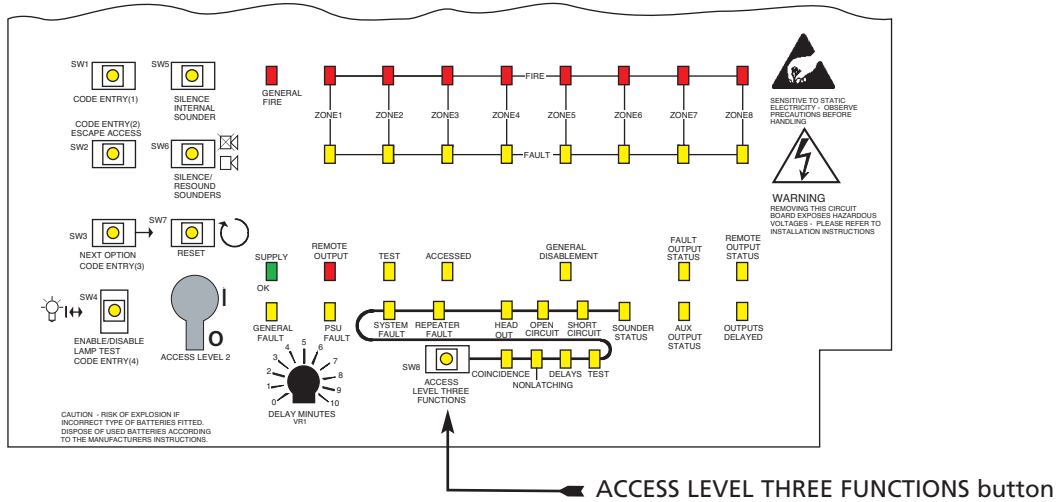 SW1
CODE ENTRY(1)
SW5
SILENCE
INTERNAL
SOUNDER
CODE ENTRY(2)
ESCAPE ACCESS
SW2
SW6
SILENCE/
RESOUND
SOUNDERS
SW3
NEXT OPTION
CODE ENTRY(3)
SW7
RESET
SW4
ENABLE/DISABLE
LAMP TEST
CODE ENTRY(4)
I
O
ACCESS LEVEL 2
CAUTION - RISK OF EXPLOSION IF
INCORRECT TYPE OF BATTERIES FITTED.
DISPOSE OF USED BATTERIES ACCORDING
TO THE MANUFACTURERS INSTRUCTIONS.
GENERAL
FIRE
FIRE
ZONE1 ZONE2 ZONE3 ZONE4 ZONE5 ZONE6 ZONE7 ZONE8
FAULT
SENSITIVE TO STATIC
ELECTRICITY - OBSERVE
PRECAUTIONS BEFORE
HANDLING
WARNING
REMOVING THIS CIRCUIT
BOARD EXPOSES HAZARDOUS
VOLTAGES - PLEASE REFER TO
INSTALLATION INSTRUCTIONS
SUPPLY
OK
REMOTE
OUTPUT
TEST
ACCESSED
GENERAL
DISABLEMENT
FAULT
OUTPUT
STATUS
REMOTE
OUTPUT
STATUS
GENERAL
FAULT
PSU
FAULT
SYSTEM
FAULT
REPEATER
FAULT
HEAD
OUT
OPEN
CIRCUIT
SHORT
CIRCUIT
SOUNDER
STATUS
AUX
OUTPUT
STATUS
OUTPUTS
DELAYED
0 1 2 3 4 5 6 7 8 9 10
DELAY MINUTES
VR1
SW8
ACCESS
LEVEL THREE
FUNCTIONS
COINCIDENCE
NONLATCHING
DELAYS
TEST
ACCESS LEVEL THREE FUNCTIONS button